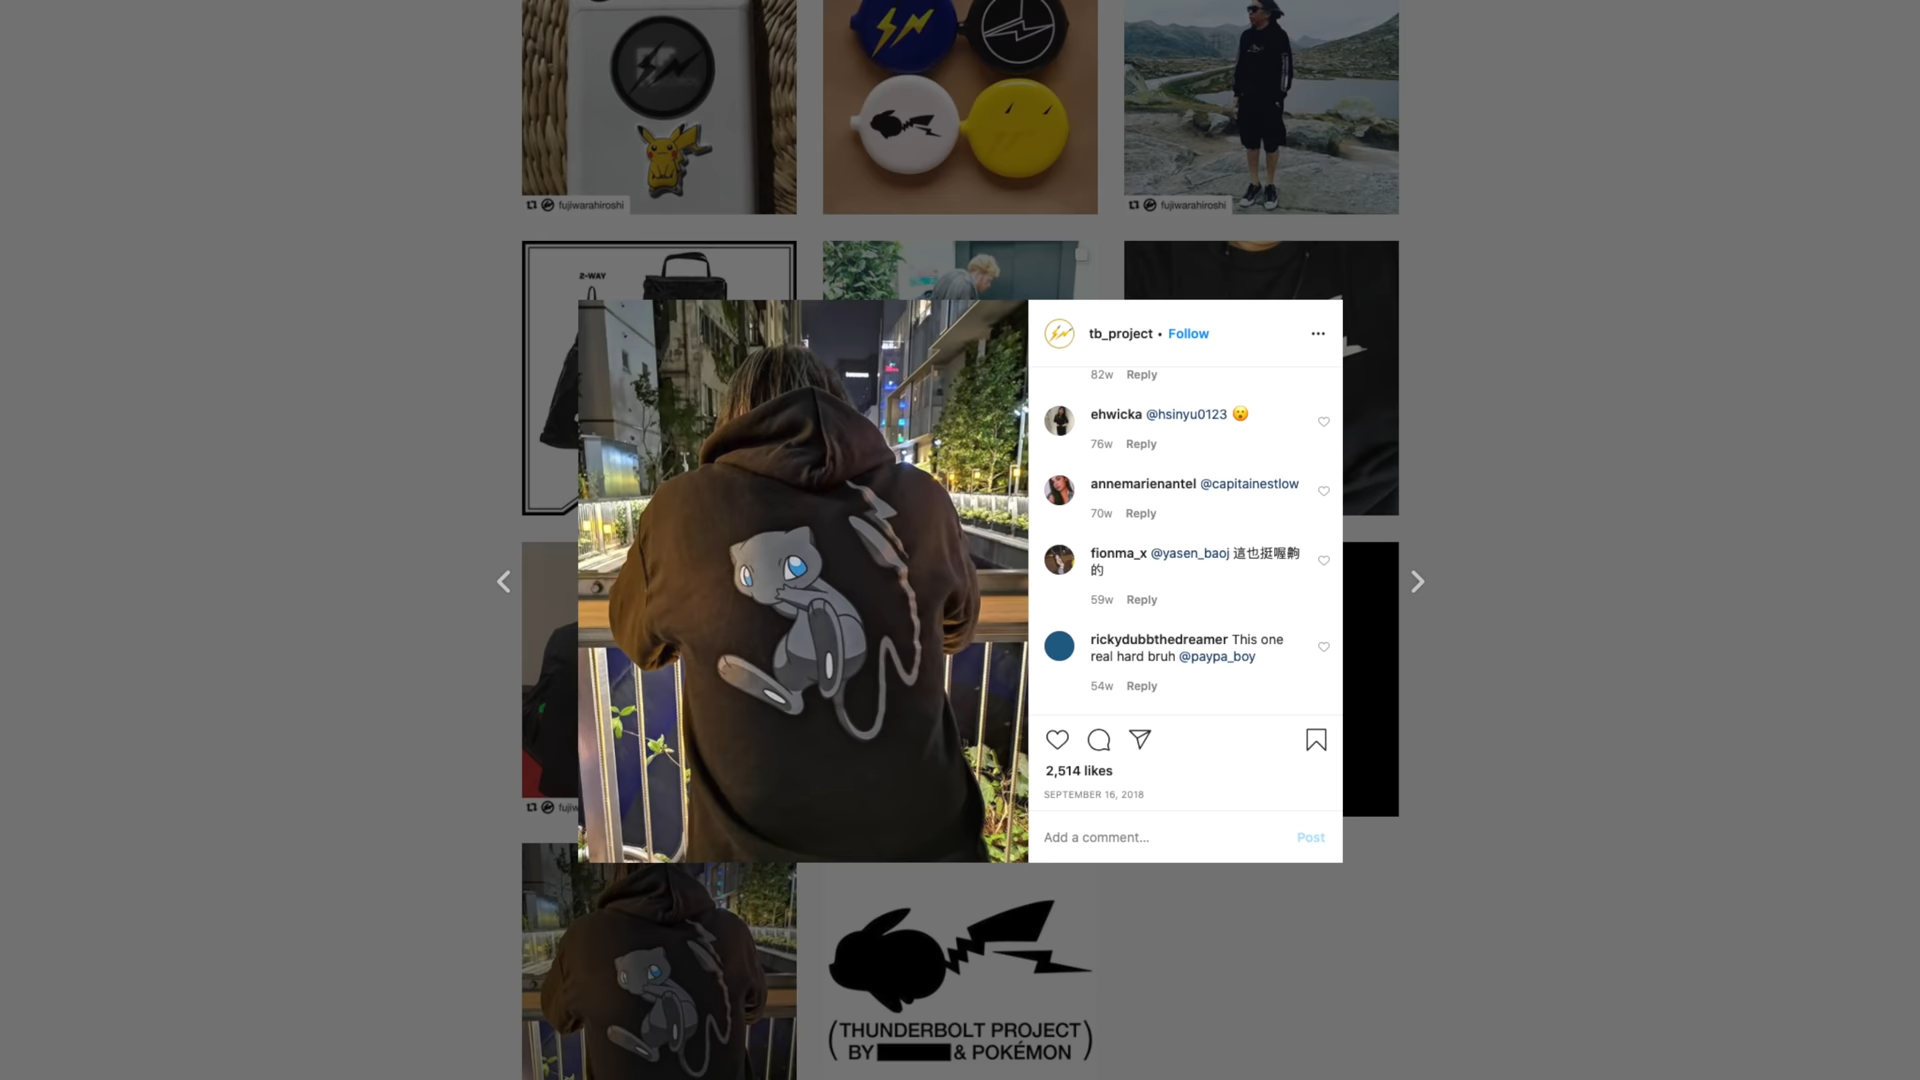 fujiwarahiroshi
fujiwarahiroshi
2-WAY
tb_project • Follow
82w Reply
ehwicka @hsinyu0123 😮
76w Reply
annemarienantel @capitainestlow
70w Reply
fionma_x @yasen_baoj 這也挺喔齁
的
59w Reply
rickydubbthedreamer This one
real hard bruh @paypa_boy
54w Reply
2,514 likes
SEPTEMBER 16, 2018
Add a comment... Post
fujiw
(THUNDERBOLT PROJECT)
BY & POKÉMON